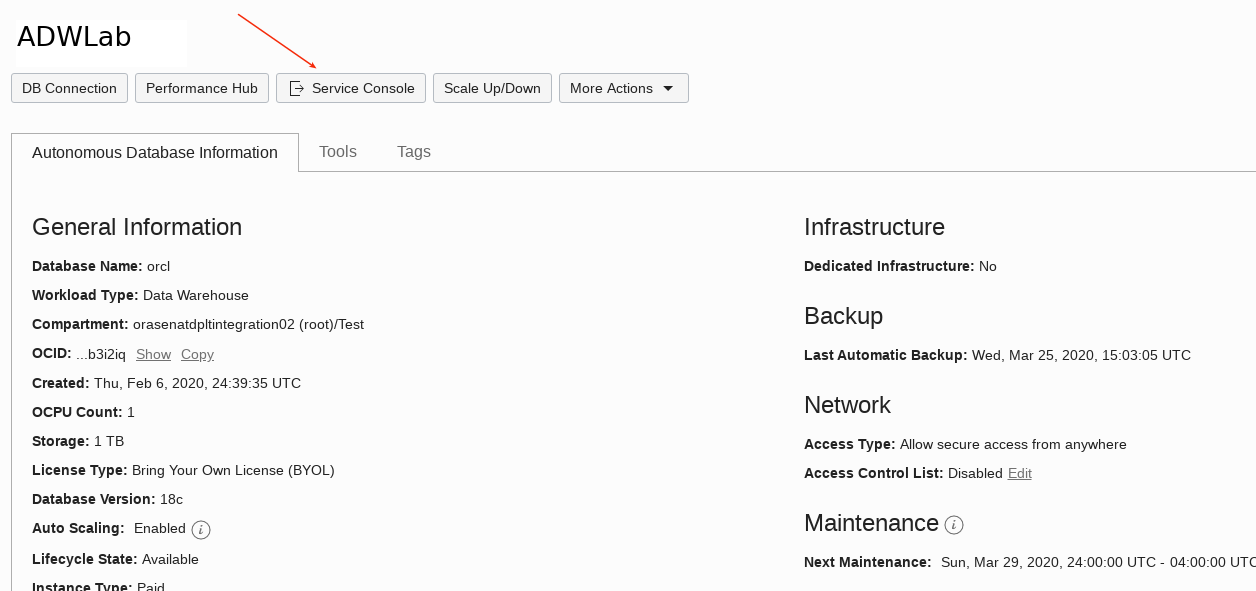 ADWLab
DB Connection
Performance Hub
Service Console
Scale Up/Down
More Actions
Autonomous Database Information
Tools
Tags
General Information
Database Name: orcl
Workload Type: Data Warehouse
Compartment: orasenatdpltintegration02 (root)/Test
OCID: ...b3i2iq Show Copy
Created: Thu, Feb 6, 2020, 24:39:35 UTC
OCPU Count: 1
Storage: 1 TB
License Type: Bring Your Own License (BYOL)
Database Version: 18c
Auto Scaling: Enabled i
Lifecycle State: Available
Instance Type: Paid
Infrastructure
Dedicated Infrastructure: No
Backup
Last Automatic Backup: Wed, Mar 25, 2020, 15:03:05 UTC
Network
Access Type: Allow secure access from anywhere
Access Control List: Disabled Edit
Maintenance i
Next Maintenance: Sun, Mar 29, 2020, 24:00:00 UTC - 04:00:00 UTC